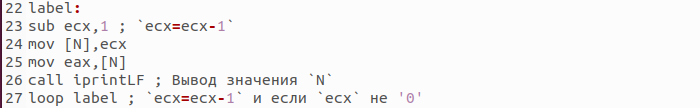 22 label:
23 sub ecx,1 ; `ecx=ecx-1`
24 mov [N],ecx
25 mov eax,[N]
26 call iprintLF ; Вывод значения `N`
27 loop label ; `ecx=ecx-1` и если `ecx` не '0'